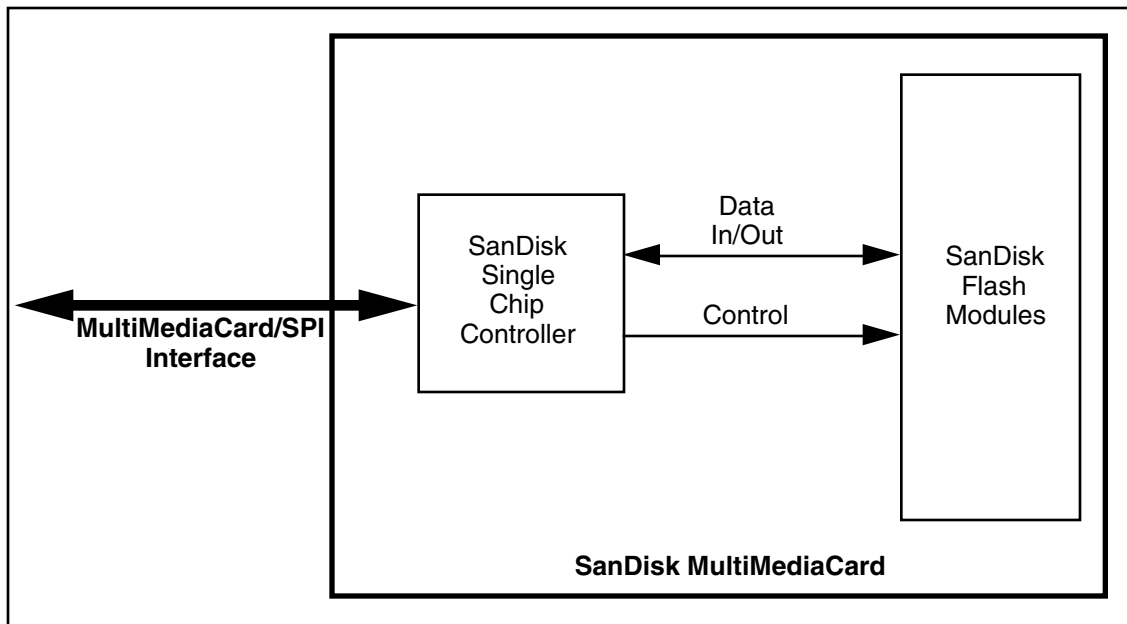 MultiMediaCard/SPI
Interface
SanDisk
Single
Chip
Controller
Data
In/Out
Control
SanDisk
Flash
Modules
SanDisk MultiMediaCard